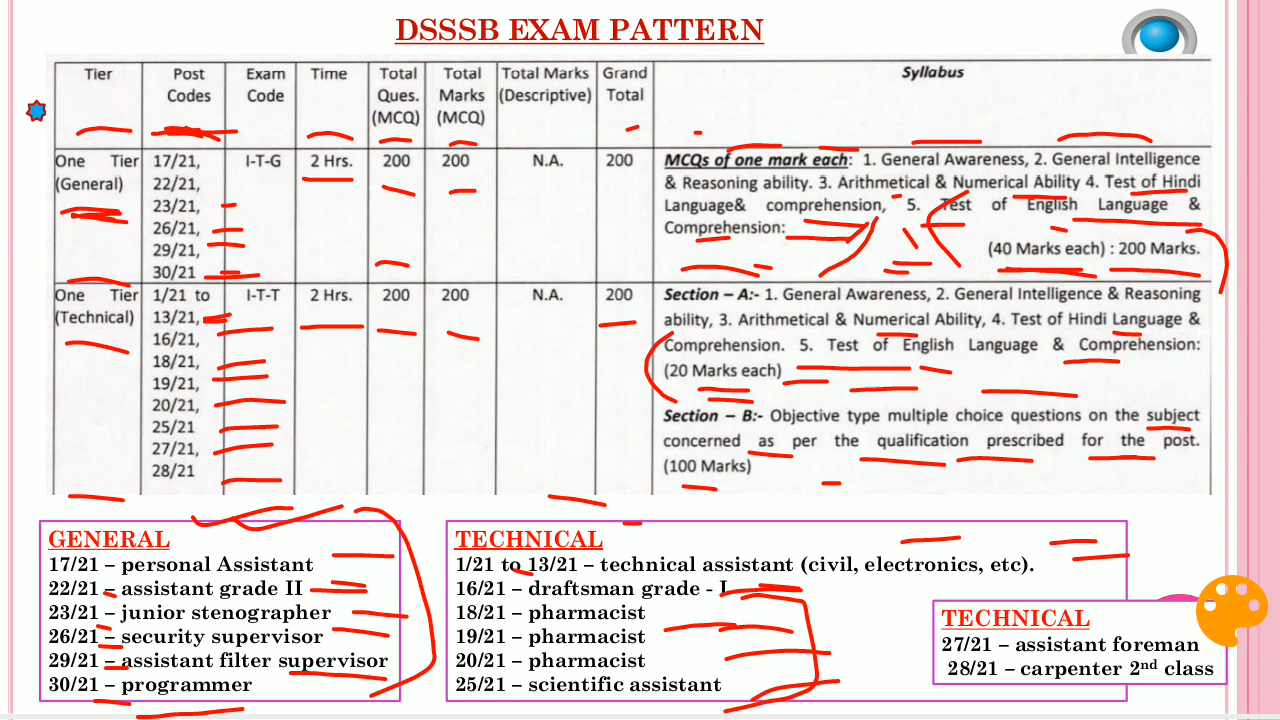 DSSSB EXAM PATTERN
Tier
Post Codes
Exam Code
Time
Total Ques. (MCQ)
Total Marks (MCQ)
Total Marks (Descriptive)
Grand Total
Syllabus
One Tier (General)
17/21,
22/21,
23/21,
26/21,
29/21,
30/21
I-T-G
2 Hrs.
200
200
N.A.
200
MCQs of one mark each: 1. General Awareness, 2. General Intelligence
& Reasoning ability. 3. Arithmetical & Numerical Ability 4. Test of Hindi
Language& comprehension, 5. Test of English Language &
Comprehension:
(40 Marks each) : 200 Marks.
One Tier (Technical)
1/21 to
13/21,
16/21,
18/21,
19/21,
20/21,
25/21
27/21,
28/21
I-T-T
2 Hrs.
200
200
N.A.
200
Section – A:- 1. General Awareness, 2. General Intelligence & Reasoning
ability, 3. Arithmetical & Numerical Ability, 4. Test of Hindi Language &
Comprehension. 5. Test of English Language & Comprehension:
(20 Marks each)
Section – B:- Objective type multiple choice questions on the subject
concerned as per the qualification prescribed for the post.
(100 Marks)
GENERAL
17/21 – personal Assistant
22/21 – assistant grade II
23/21 – junior stenographer
26/21 – security supervisor
29/21 – assistant filter supervisor
30/21 – programmer
TECHNICAL
1/21 to 13/21 – technical assistant (civil, electronics, etc).
16/21 – draftsman grade - I
18/21 – pharmacist
19/21 – pharmacist
20/21 – pharmacist
25/21 – scientific assistant
TECHNICAL
27/21 – assistant foreman
28/21 – carpenter 2nd class